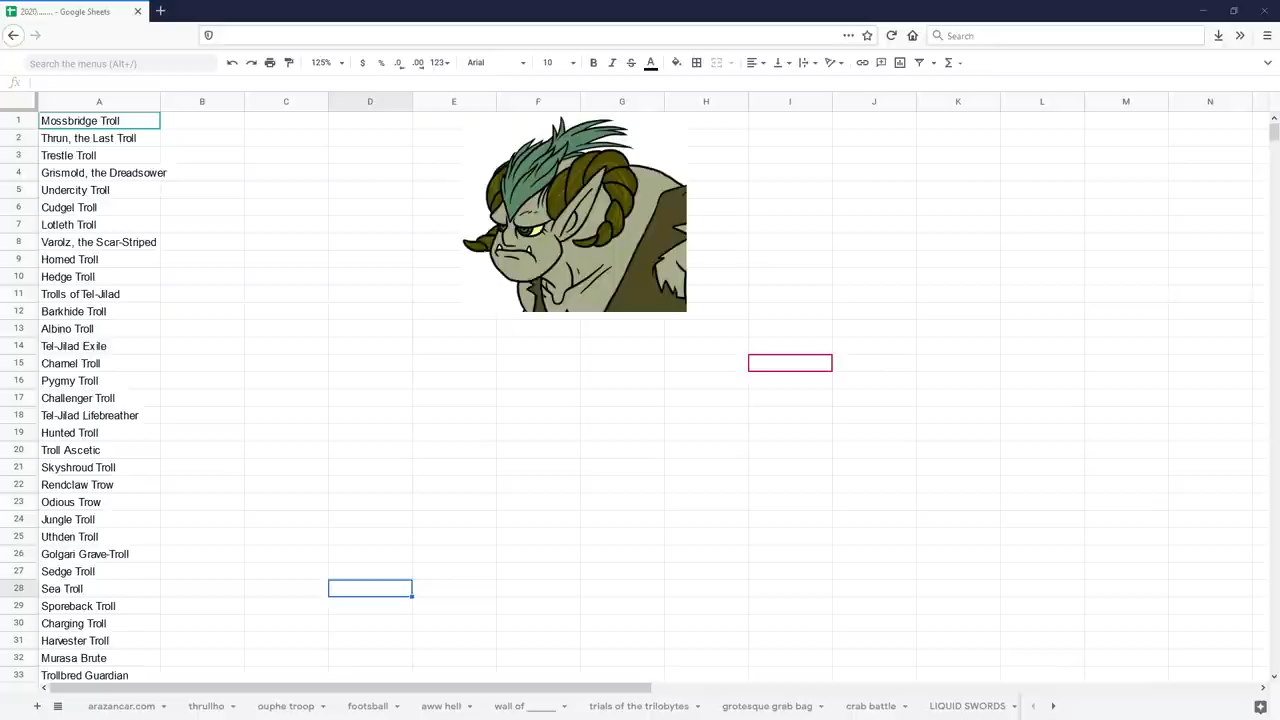 2020........ - Google Sheets
Search
Search the menus (Alt+/)
125%
$ % .0 .00 123
Arial
10
B I S A
fx
A B C D E F G H I J K L M N
1 Mossbridge Troll
2 Thrun, the Last Troll
3 Trestle Troll
4 Grismold, the Dreadsower
5 Undercity Troll
6 Cudgel Troll
7 Lotleth Troll
8 Varolz, the Scar-Striped
9 Horned Troll
10 Hedge Troll
11 Trolls of Tel-Jilad
12 Barkhide Troll
13 Albino Troll
14 Tel-Jilad Exile
15 Charnel Troll
16 Pygmy Troll
17 Challenger Troll
18 Tel-Jilad Lifebreather
19 Hunted Troll
20 Troll Ascetic
21 Skyshroud Troll
22 Rendclaw Trow
23 Odious Trow
24 Jungle Troll
25 Uthden Troll
26 Golgari Grave-Troll
27 Sedge Troll
28 Sea Troll
29 Sporeback Troll
30 Charging Troll
31 Harvester Troll
32 Murasa Brute
33 Trollbred Guardian
arazancar.com thrullho ouphe troop football aww hell wall of ______ trials of the trilobytes grotesque grab bag crab battle LIQUID SWORDS